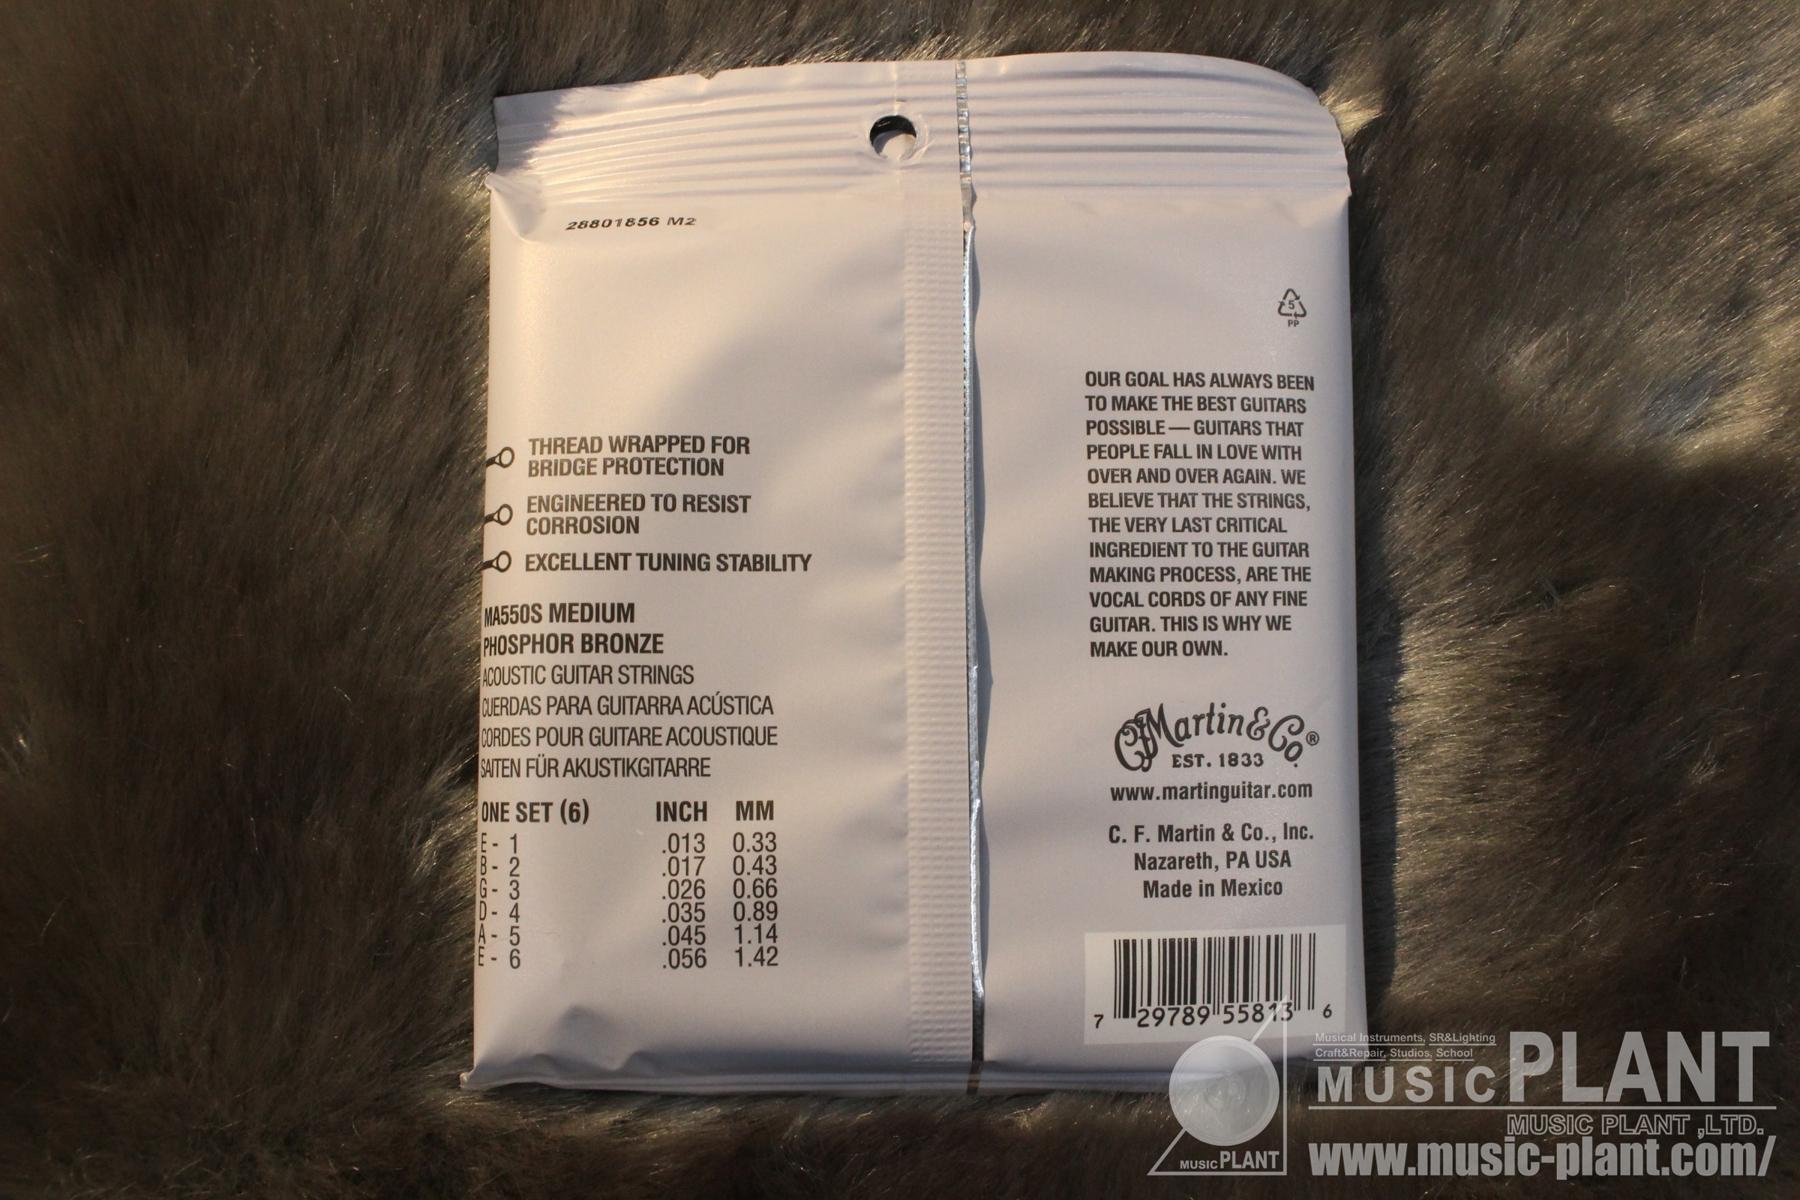 28801856 M2
5
PP
THREAD WRAPPED FOR
BRIDGE PROTECTION
ENGINEERED TO RESIST
CORROSION
EXCELLENT TUNING STABILITY
MA550S MEDIUM
PHOSPHOR BRONZE
ACOUSTIC GUITAR STRINGS
CUERDAS PARA GUITARRA ACÚSTICA
CORDES POUR GUITARE ACOUSTIQUE
SAITEN FÜR AKUSTIKGITARRE
ONE SET (6) INCH MM
E - 1 .013 0.33
B - 2 .017 0.43
G - 3 .026 0.66
D - 4 .035 0.89
A - 5 .045 1.14
E - 6 .056 1.42
OUR GOAL HAS ALWAYS BEEN
TO MAKE THE BEST GUITARS
POSSIBLE — GUITARS THAT
PEOPLE FALL IN LOVE WITH
OVER AND OVER AGAIN. WE
BELIEVE THAT THE STRINGS,
THE VERY LAST CRITICAL
INGREDIENT TO THE GUITAR
MAKING PROCESS, ARE THE
VOCAL CORDS OF ANY FINE
GUITAR. THIS IS WHY WE
MAKE OUR OWN.
CF Martin & Co.®
EST. 1833
www.martinguitar.com
C. F. Martin & Co., Inc.
Nazareth, PA USA
Made in Mexico
7 29789 55813 6
Musical Instruments, SR&Lighting
Craft&Repair, Studios, School
MUSIC PLANT
MUSIC PLANT ,LTD.
MUSIC PLANT
www.music-plant.com/